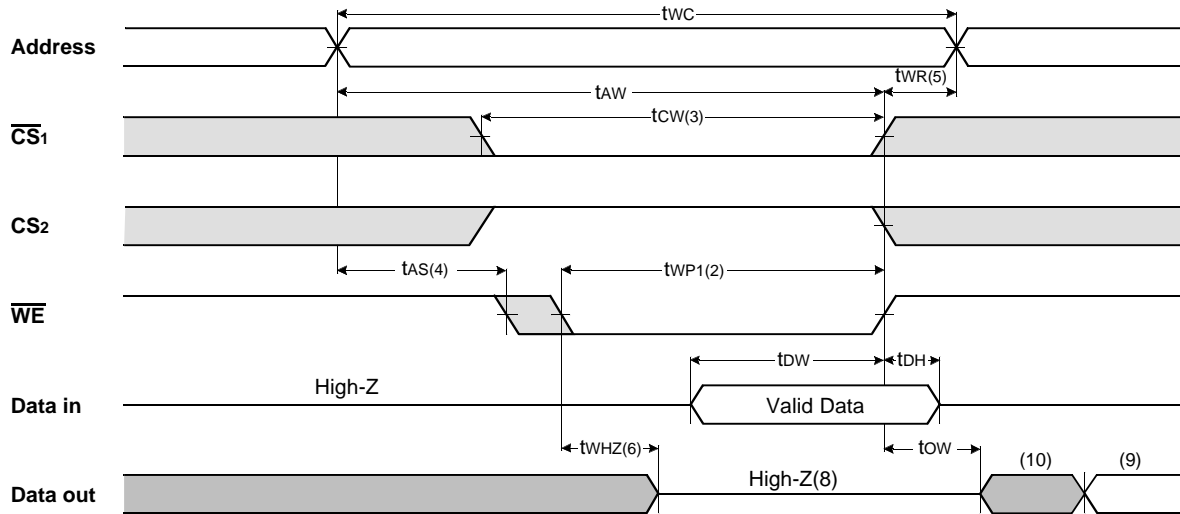 tWC
Address
tWR(5)
tAW
tCW(3)
CS1
CS2
tAS(4)
tWP1(2)
WE
tDW
tDH
High-Z
Data in
Valid Data
tWHZ(6)
tOW
(10)
(9)
High-Z(8)
Data out